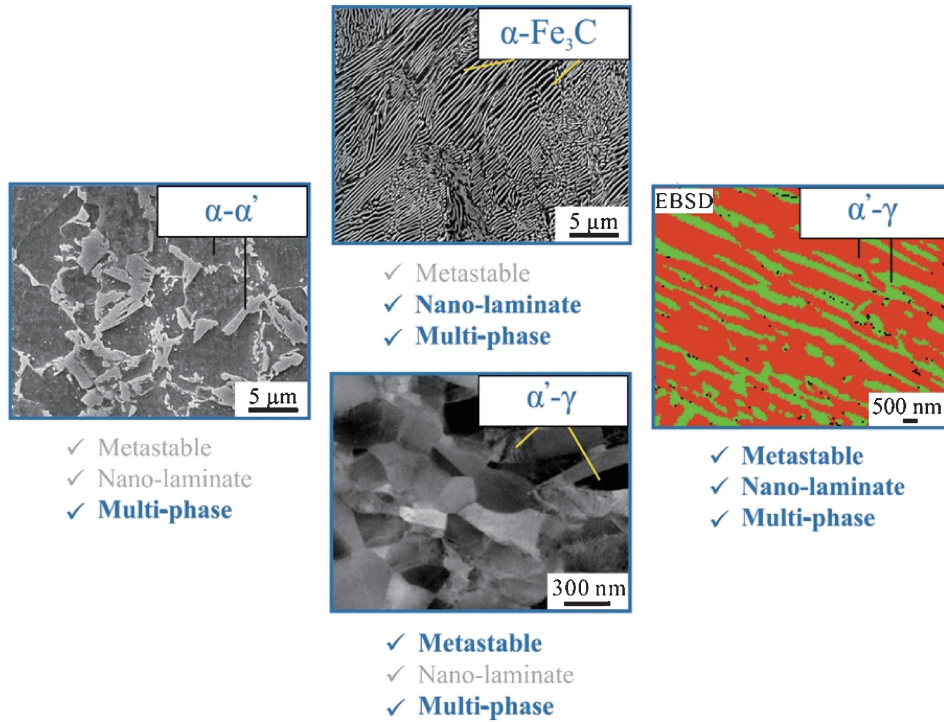 α-Fe₃C
5 μm
✓ Metastable
✓ Nano-laminate
✓ Multi-phase
α-α’
5 μm
✓ Metastable
✓ Nano-laminate
✓ Multi-phase
α’-γ
300 nm
✓ Metastable
✓ Nano-laminate
✓ Multi-phase
EBSD
α’-γ
500 nm
✓ Metastable
✓ Nano-laminate
✓ Multi-phase